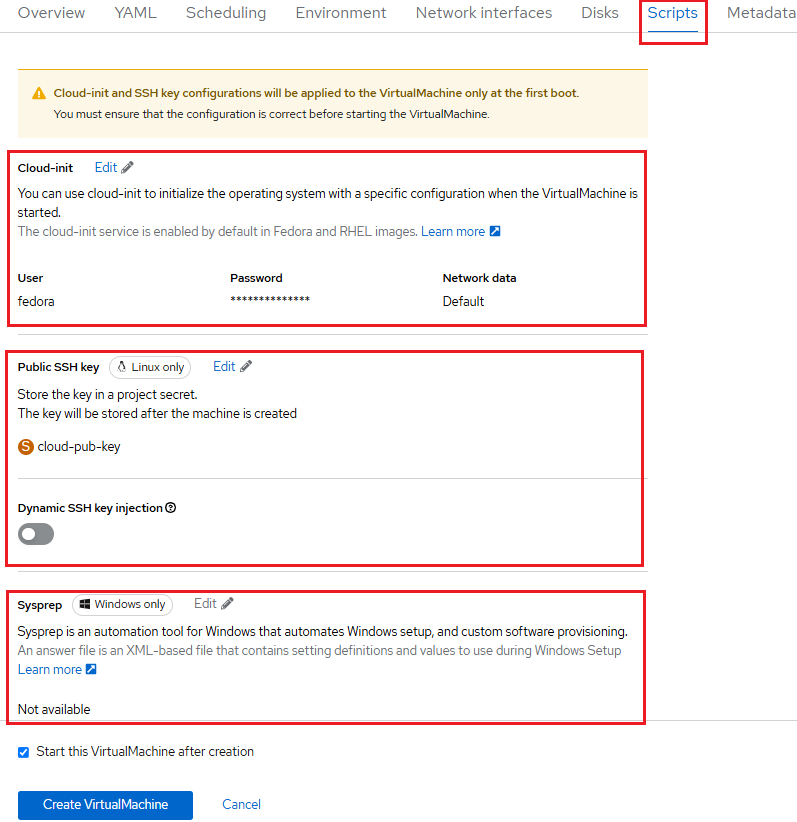 Overview YAML Scheduling Environment Network interfaces Disks Scripts Metadata
Cloud-init and SSH key configurations will be applied to the VirtualMachine only at the first boot.
You must ensure that the configuration is correct before starting the VirtualMachine.
Cloud-init Edit
You can use cloud-init to initialize the operating system with a specific configuration when the VirtualMachine is
started.
The cloud-init service is enabled by default in Fedora and RHEL images. Learn more
User Password Network data
fedora ************** Default
Public SSH key Linux only Edit
Store the key in a project secret.
The key will be stored after the machine is created
S cloud-pub-key
Dynamic SSH key injection
Sysprep Windows only Edit
Sysprep is an automation tool for Windows that automates Windows setup, and custom software provisioning.
An answer file is an XML-based file that contains setting definitions and values to use during Windows Setup
Learn more
Not available
Start this VirtualMachine after creation
Create VirtualMachine Cancel